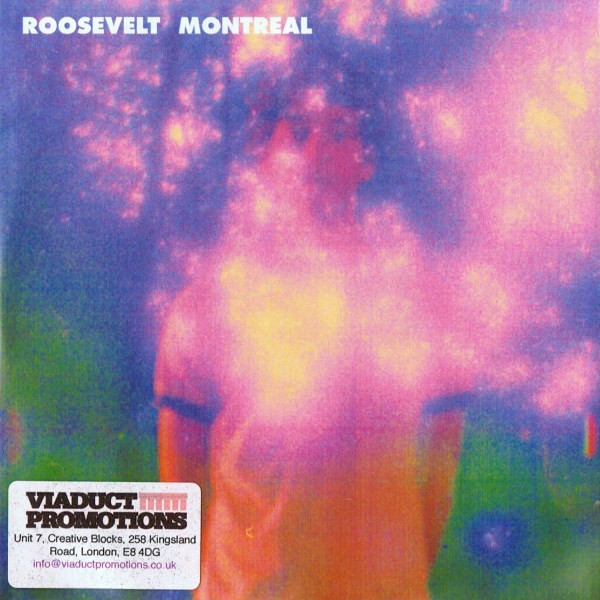 ROOSEVELT MONTREAL
VIADUCT
PROMOTIONS
Unit 7, Creative Blocks, 258 Kingsland
Road, London, E8 4DG
info@viaductpromotions.co.uk